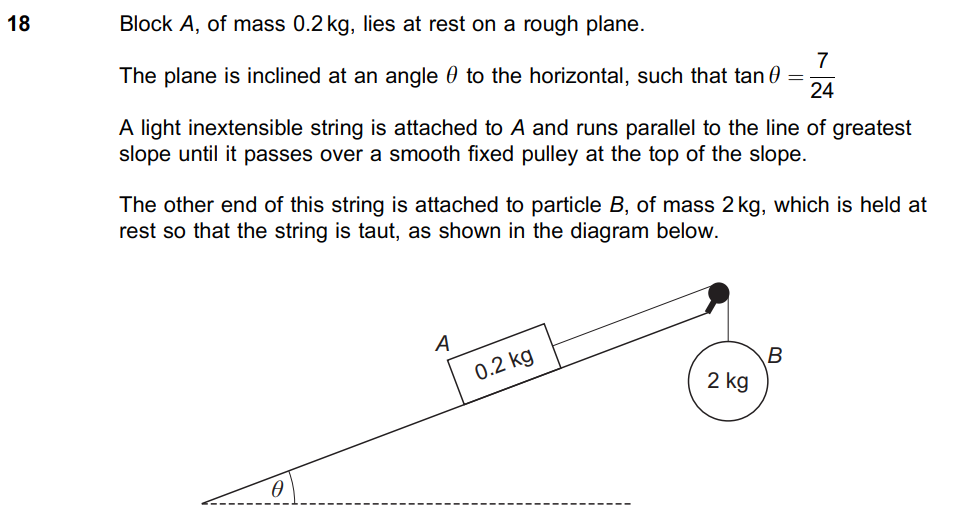 18 Block A, of mass 0.2 kg, lies at rest on a rough plane.
The plane is inclined at an angle θ to the horizontal, such that tan θ = 7/24
A light inextensible string is attached to A and runs parallel to the line of greatest
slope until it passes over a smooth fixed pulley at the top of the slope.
The other end of this string is attached to particle B, of mass 2 kg, which is held at
rest so that the string is taut, as shown in the diagram below.
A
0.2 kg
B
2 kg
θ